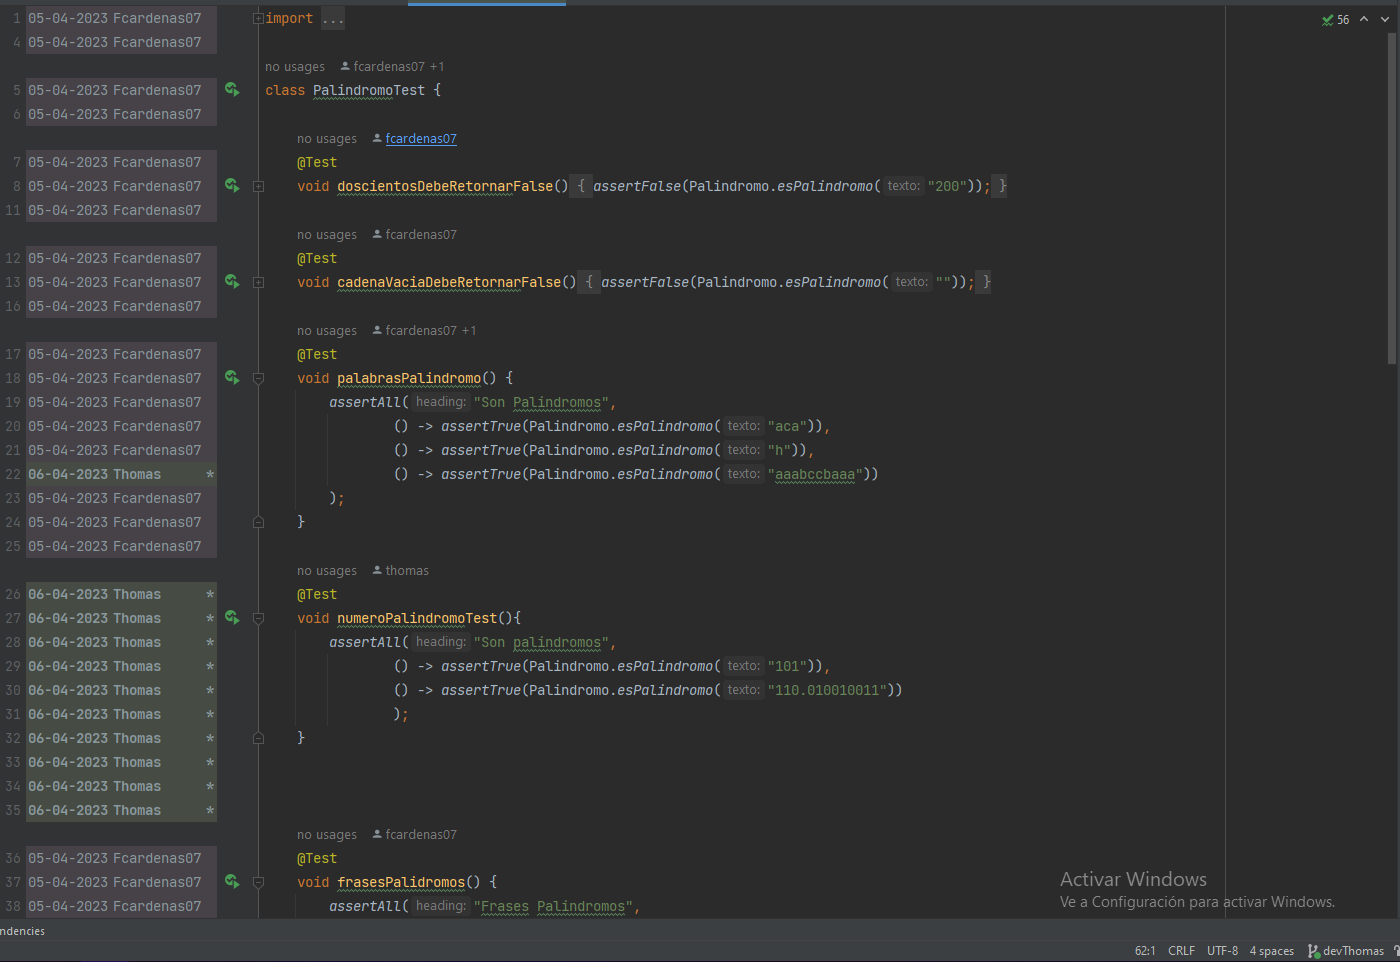 1 05-04-2023 Fcardenas07 import ... 56
4 05-04-2023 Fcardenas07
no usages fcardenas07 +1
5 05-04-2023 Fcardenas07 class PalindromoTest {
6 05-04-2023 Fcardenas07
no usages fcardenas07
7 05-04-2023 Fcardenas07 @Test
8 05-04-2023 Fcardenas07 void doscientosDebeRetornarFalse() { assertFalse(Palindromo.esPalindromo( texto: "200")); }
11 05-04-2023 Fcardenas07
no usages fcardenas07
12 05-04-2023 Fcardenas07 @Test
13 05-04-2023 Fcardenas07 void cadenaVaciaDebeRetornarFalse() { assertFalse(Palindromo.esPalindromo( texto: "")); }
16 05-04-2023 Fcardenas07
no usages fcardenas07 +1
17 05-04-2023 Fcardenas07 @Test
18 05-04-2023 Fcardenas07 void palabrasPalindromo() {
19 05-04-2023 Fcardenas07 assertAll( heading: "Son Palindromos",
20 05-04-2023 Fcardenas07 () -> assertTrue(Palindromo.esPalindromo( texto: "aca")),
21 05-04-2023 Fcardenas07 () -> assertTrue(Palindromo.esPalindromo( texto: "h")),
22 06-04-2023 Thomas * () -> assertTrue(Palindromo.esPalindromo( texto: "aaabccbaaa"))
23 05-04-2023 Fcardenas07 );
24 05-04-2023 Fcardenas07 }
25 05-04-2023 Fcardenas07
no usages thomas
26 06-04-2023 Thomas * @Test
27 06-04-2023 Thomas * void numeroPalindromoTest(){
28 06-04-2023 Thomas * assertAll( heading: "Son palindromos",
29 06-04-2023 Thomas * () -> assertTrue(Palindromo.esPalindromo( texto: "101")),
30 06-04-2023 Thomas * () -> assertTrue(Palindromo.esPalindromo( texto: "110.010010011"))
31 06-04-2023 Thomas * );
32 06-04-2023 Thomas * }
33 06-04-2023 Thomas *
34 06-04-2023 Thomas *
35 06-04-2023 Thomas *
no usages fcardenas07
36 05-04-2023 Fcardenas07 @Test
37 05-04-2023 Fcardenas07 void frasesPalidromos() {
38 05-04-2023 Fcardenas07 assertAll( heading: "Frases Palindromos",
Activar Windows
Ve a Configuración para activar Windows.
ndencies
62:1 CRLF UTF-8 4 spaces devThomas